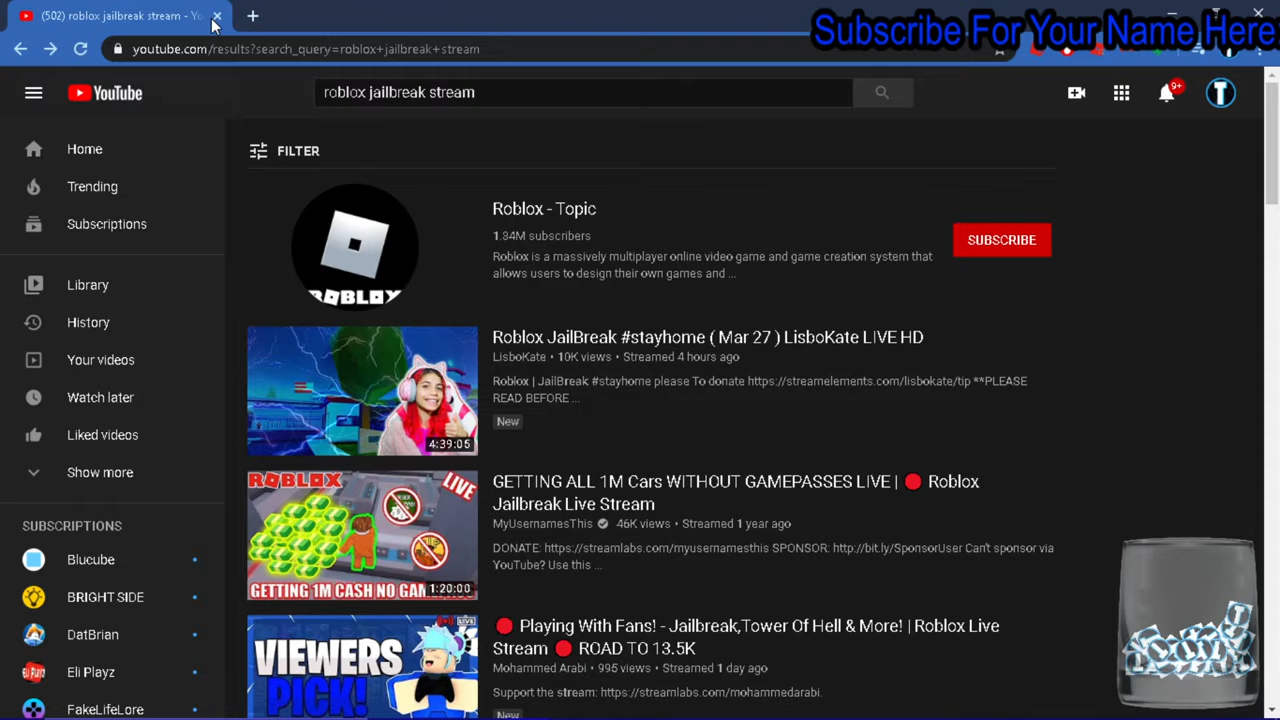 (502) roblox jailbreak stream - Yo
Subscribe For Your Name Here
youtube.com/results?search_query=roblox+jailbreak+stream
YouTube
roblox jailbreak stream
9+
T
Home
Trending
Subscriptions
Library
History
Your videos
Watch later
Liked videos
Show more
SUBSCRIPTIONS
Blucube
BRIGHT SIDE
DatBrian
Eli Playz
FakeLifeLore
FILTER
ROBLOX
Roblox - Topic
1.34M subscribers
Roblox is a massively multiplayer online video game and game creation system that
allows users to design their own games and ...
SUBSCRIBE
4:39:05
Roblox JailBreak #stayhome ( Mar 27 ) LisboKate LIVE HD
LisboKate • 10K views • Streamed 4 hours ago
Roblox | JailBreak #stayhome please To donate https://streamelements.com/lisbokate/tip **PLEASE
READ BEFORE ...
New
ROBLOX
LIVE
GETTING 1M CASH NO
1:20:00
GETTING ALL 1M Cars WITHOUT GAMEPASSES LIVE | 🔴 Roblox
Jailbreak Live Stream
MyUsernamesThis 46K views • Streamed 1 year ago
DONATE: https://streamlabs.com/myusernamesthis SPONSOR: http://bit.ly/SponsorUser Can't sponsor via
YouTube? Use this ...
LIVE
VIEWERS
PICK!
🔴 Playing With Fans! - Jailbreak,Tower Of Hell & More! | Roblox Live
Stream 🔴 ROAD TO 13.5K
Mohammed Arabi • 995 views • Streamed 1 day ago
Support the stream: https://streamlabs.com/mohammedarabi.
New